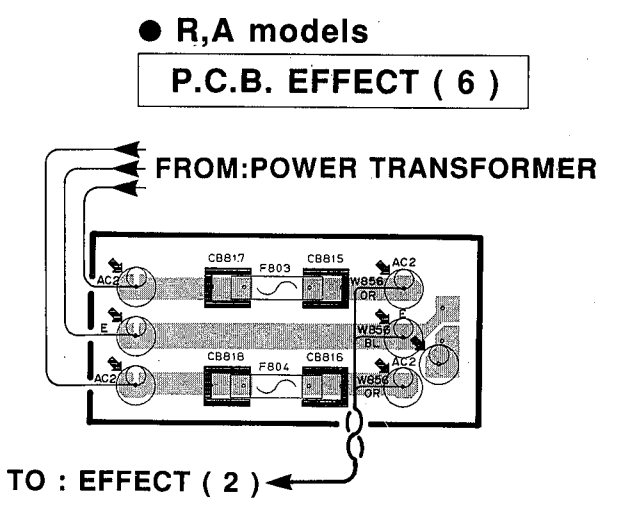 ● R,A models
P.C.B. EFFECT ( 6 )
FROM:POWER TRANSFORMER
CB817 F803 CB815 AC2
AC2 W856
OR
E W856 E
BL
CB818 F804 CB816 AC2
AC2 W856
OR
TO : EFFECT ( 2 )